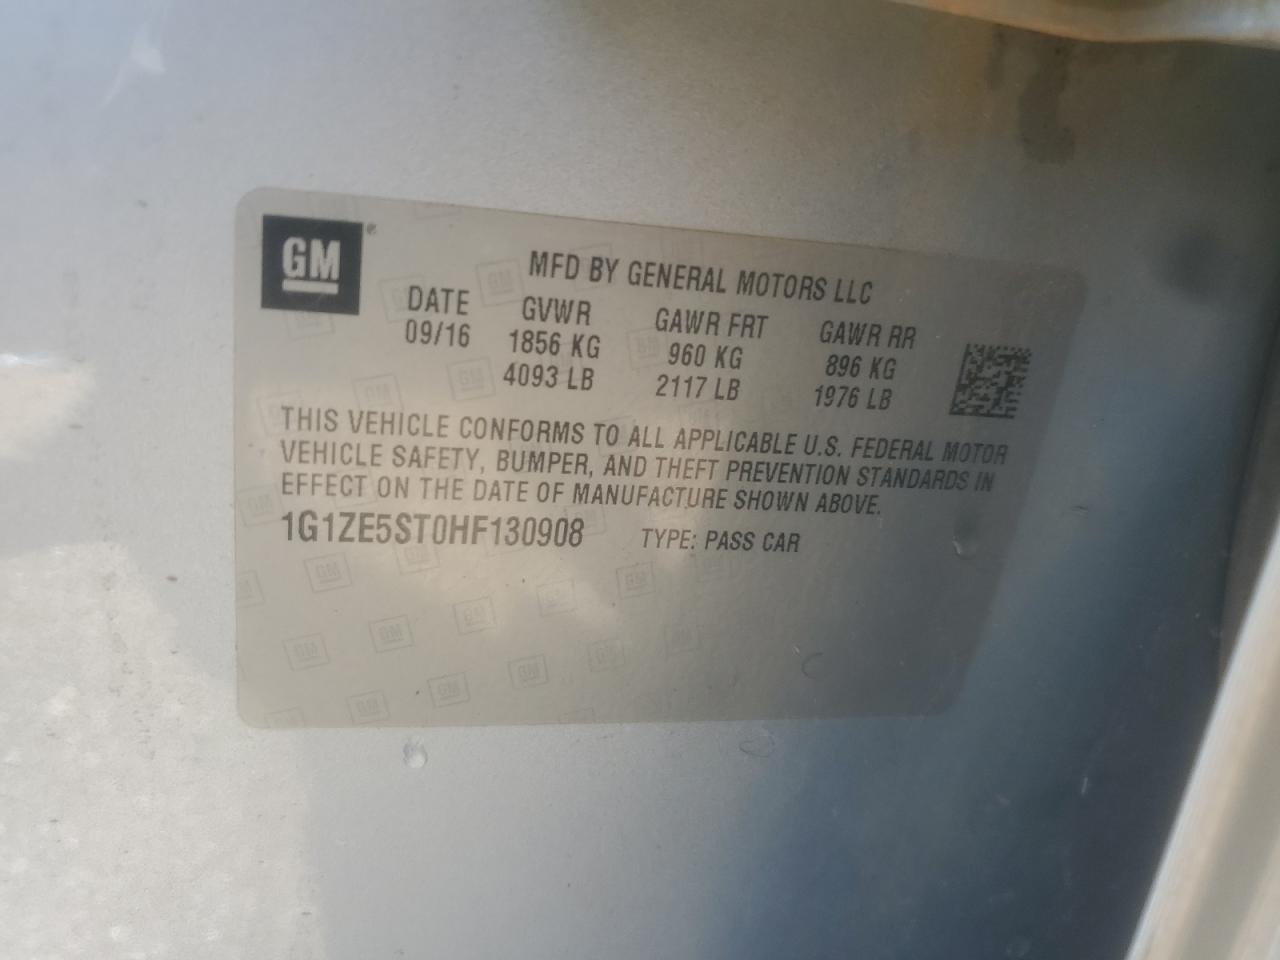 GM®
MFD BY GENERAL MOTORS LLC
DATE GVWR GAWR FRT GAWR RR
09/16 1856 KG 960 KG 896 KG
4093 LB 2117 LB 1976 LB
THIS VEHICLE CONFORMS TO ALL APPLICABLE U.S. FEDERAL MOTOR
VEHICLE SAFETY, BUMPER, AND THEFT PREVENTION STANDARDS IN
EFFECT ON THE DATE OF MANUFACTURE SHOWN ABOVE.
1G1ZE5ST0HF130908 TYPE: PASS CAR